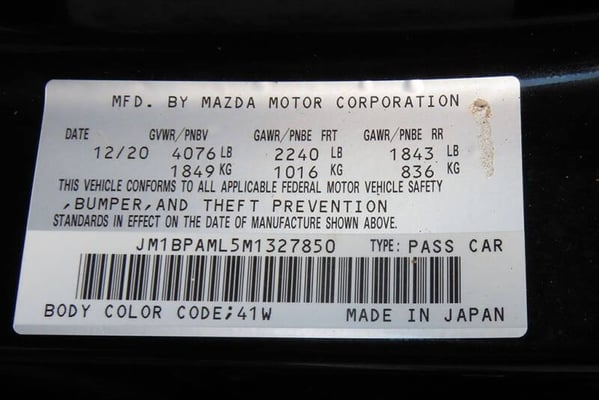 MFD. BY MAZDA MOTOR CORPORATION
DATE GVWR/PNBV GAWR/PNBE FRT GAWR/PNBE RR
12/20 4076 LB 2240 LB 1843 LB
1849 KG 1016 KG 836 KG
THIS VEHICLE CONFORMS TO ALL APPLICABLE FEDERAL MOTOR VEHICLE SAFETY
,BUMPER,AND THEFT PREVENTION
STANDARDS IN EFFECT ON THE DATE OF MANUFACTURE SHOWN ABOVE.
JM1BPAML5M1327850 TYPE: PASS CAR
BODY COLOR CODE;41W MADE IN JAPAN